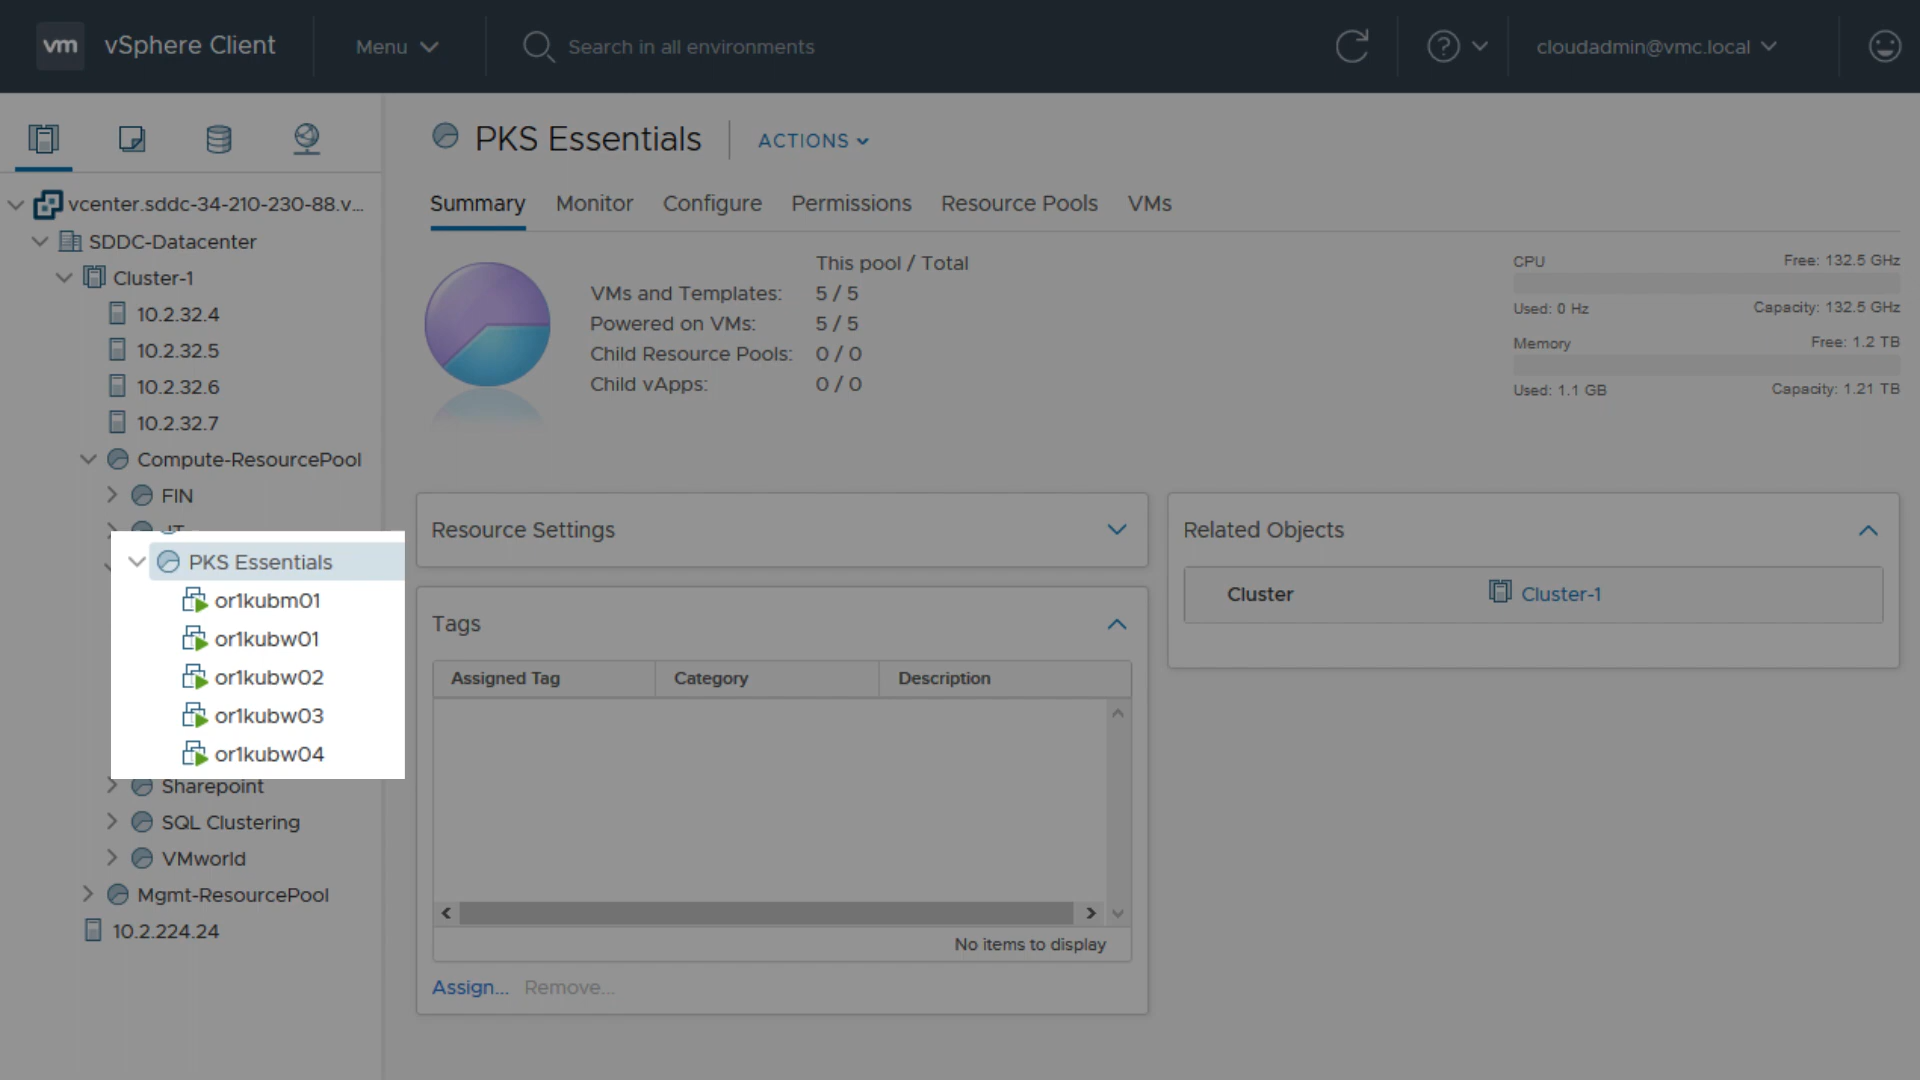 vm vSphere Client Menu Search in all environments cloudadmin@vmc.local
PKS Essentials ACTIONS
Summary Monitor Configure Permissions Resource Pools VMs
vcenter.sddc-34-210-230-88.v...
SDDC-Datacenter
Cluster-1
10.2.32.4
10.2.32.5
10.2.32.6
10.2.32.7
Compute-ResourcePool
FIN
IT
PKS Essentials
or1kubm01
or1kubw01
or1kubw02
or1kubw03
or1kubw04
Sharepoint
SQL Clustering
VMworld
Mgmt-ResourcePool
10.2.224.24
This pool / Total
VMs and Templates: 5 / 5
Powered on VMs: 5 / 5
Child Resource Pools: 0 / 0
Child vApps: 0 / 0
CPU Free: 132.5 GHz
Used: 0 Hz Capacity: 132.5 GHz
Memory Free: 1.2 TB
Used: 1.1 GB Capacity: 1.21 TB
Resource Settings
Tags
Assigned Tag Category Description
No items to display
Assign... Remove...
Related Objects
Cluster Cluster-1